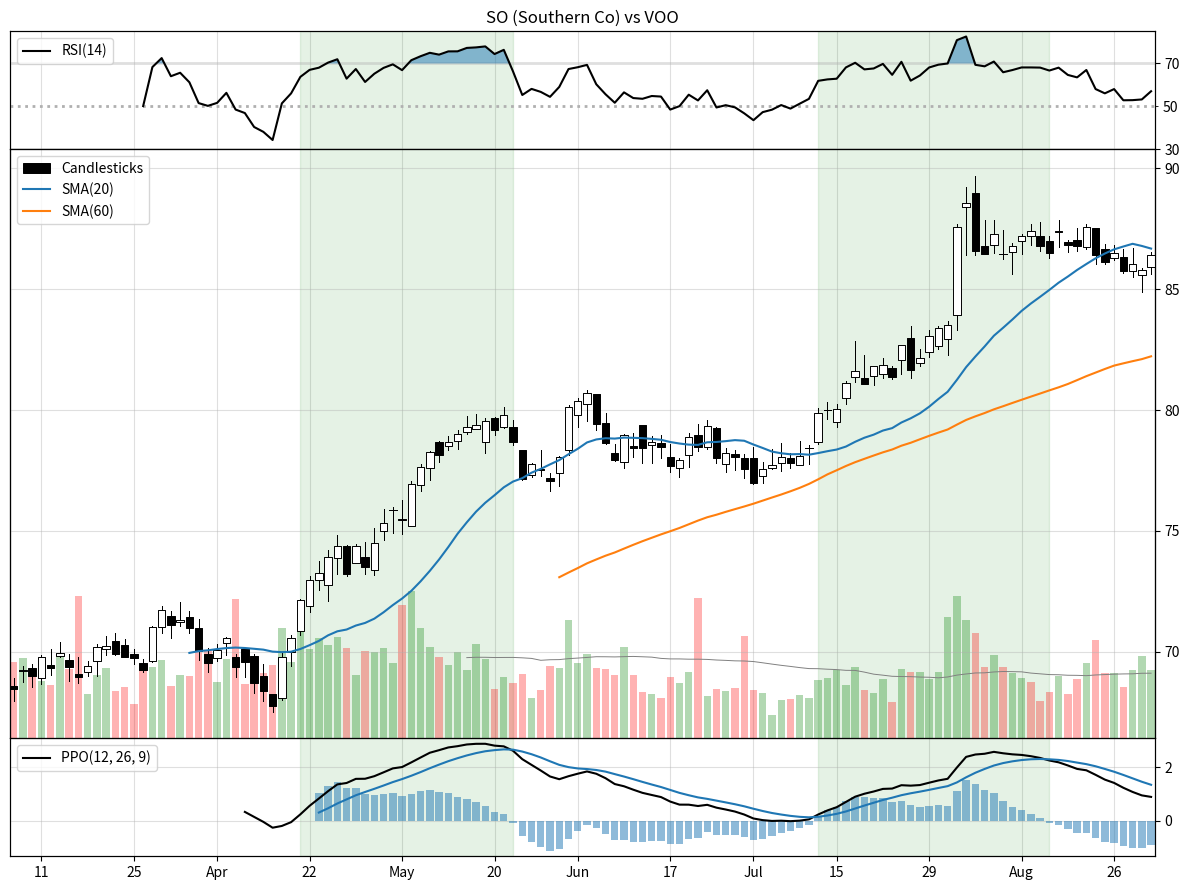 SO (Southern Co) vs VOO
RSI(14)
70
50
30
Candlesticks
SMA(20)
SMA(60)
90
85
80
75
70
PPO(12, 26, 9)
2
0
11 25 Apr 22 May 20 Jun 17 Jul 15 29 Aug 26